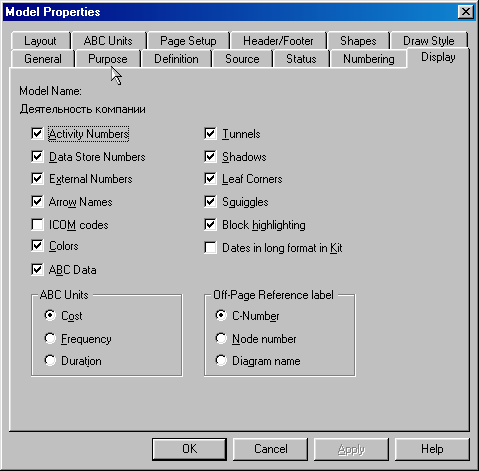 Model Properties
Layout ABC Units Page Setup Header/Footer Shapes Draw Style
General Purpose Definition Source Status Numbering Display
Model Name:
Деятельность компании
Activity Numbers Tunnels
Data Store Numbers Shadows
External Numbers Leaf Corners
Arrow Names Squiggles
ICOM codes Block highlighting
Colors Dates in long format in Kit
ABC Data
ABC Units Off-Page Reference label
Cost C-Number
Frequency Node number
Duration Diagram name
OK Cancel Apply Help